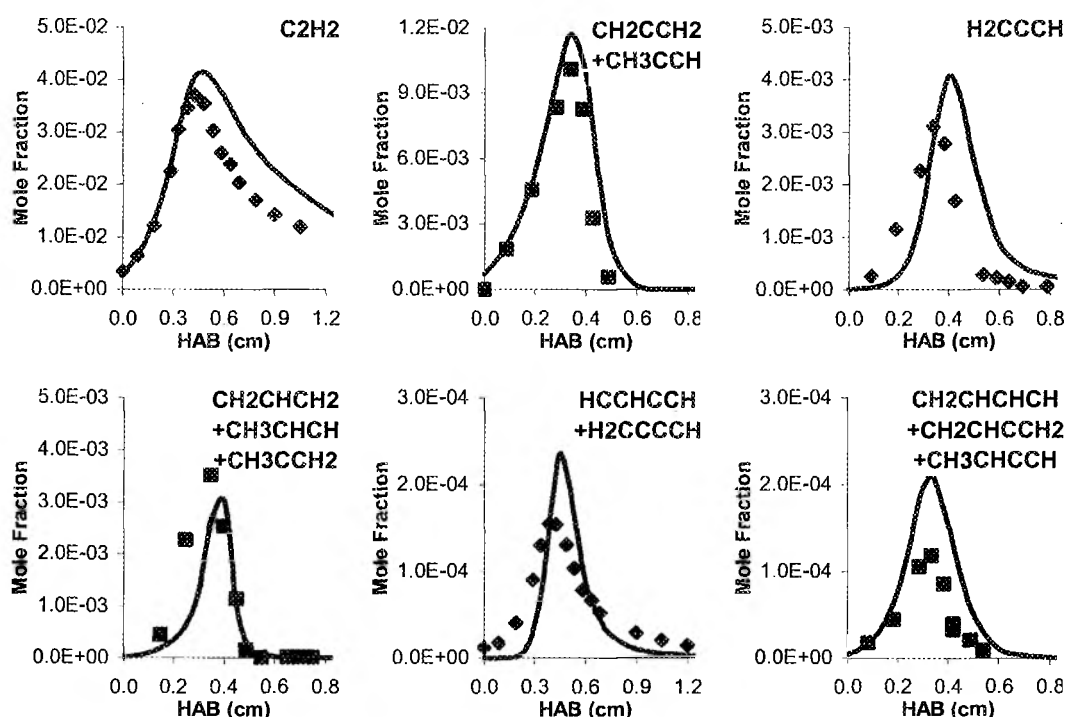 5.0E-02
C2H2
4.0E-02
3.0E-02
2.0E-02
1.0E-02
0.0E+00
Mole Fraction
0.0 0.3 0.6 0.9 1.2
HAB (cm)
1.2E-02
CH2CCH2
+CH3CCH
9.0E-03
6.0E-03
3.0E-03
0.0E+00
Mole Fraction
0.0 0.2 0.4 0.6 0.8
HAB (cm)
5.0E-03
H2CCCH
4.0E-03
3.0E-03
2.0E-03
1.0E-03
0.0E+00
Mole Fraction
0.0 0.2 0.4 0.6 0.8
HAB (cm)
5.0E-03
CH2CHCH2
+CH3CHCH
+CH3CCH2
4.0E-03
3.0E-03
2.0E-03
1.0E-03
0.0E+00
Mole Fraction
0.0 0.2 0.4 0.6 0.8
HAB (cm)
3.0E-04
HCCHCCH
+H2CCCCH
2.0E-04
1.0E-04
0.0E+00
Mole Fraction
0.0 0.2 0.4 0.6 0.8 1.0 1.2
HAB (cm)
3.0E-04
CH2CHCHCH
+CH2CHCCH2
+CH3CHCCH
2.0E-04
1.0E-04
0.0E+00
Mole Fraction
0.0 0.2 0.4 0.6 0.8
HAB (cm)